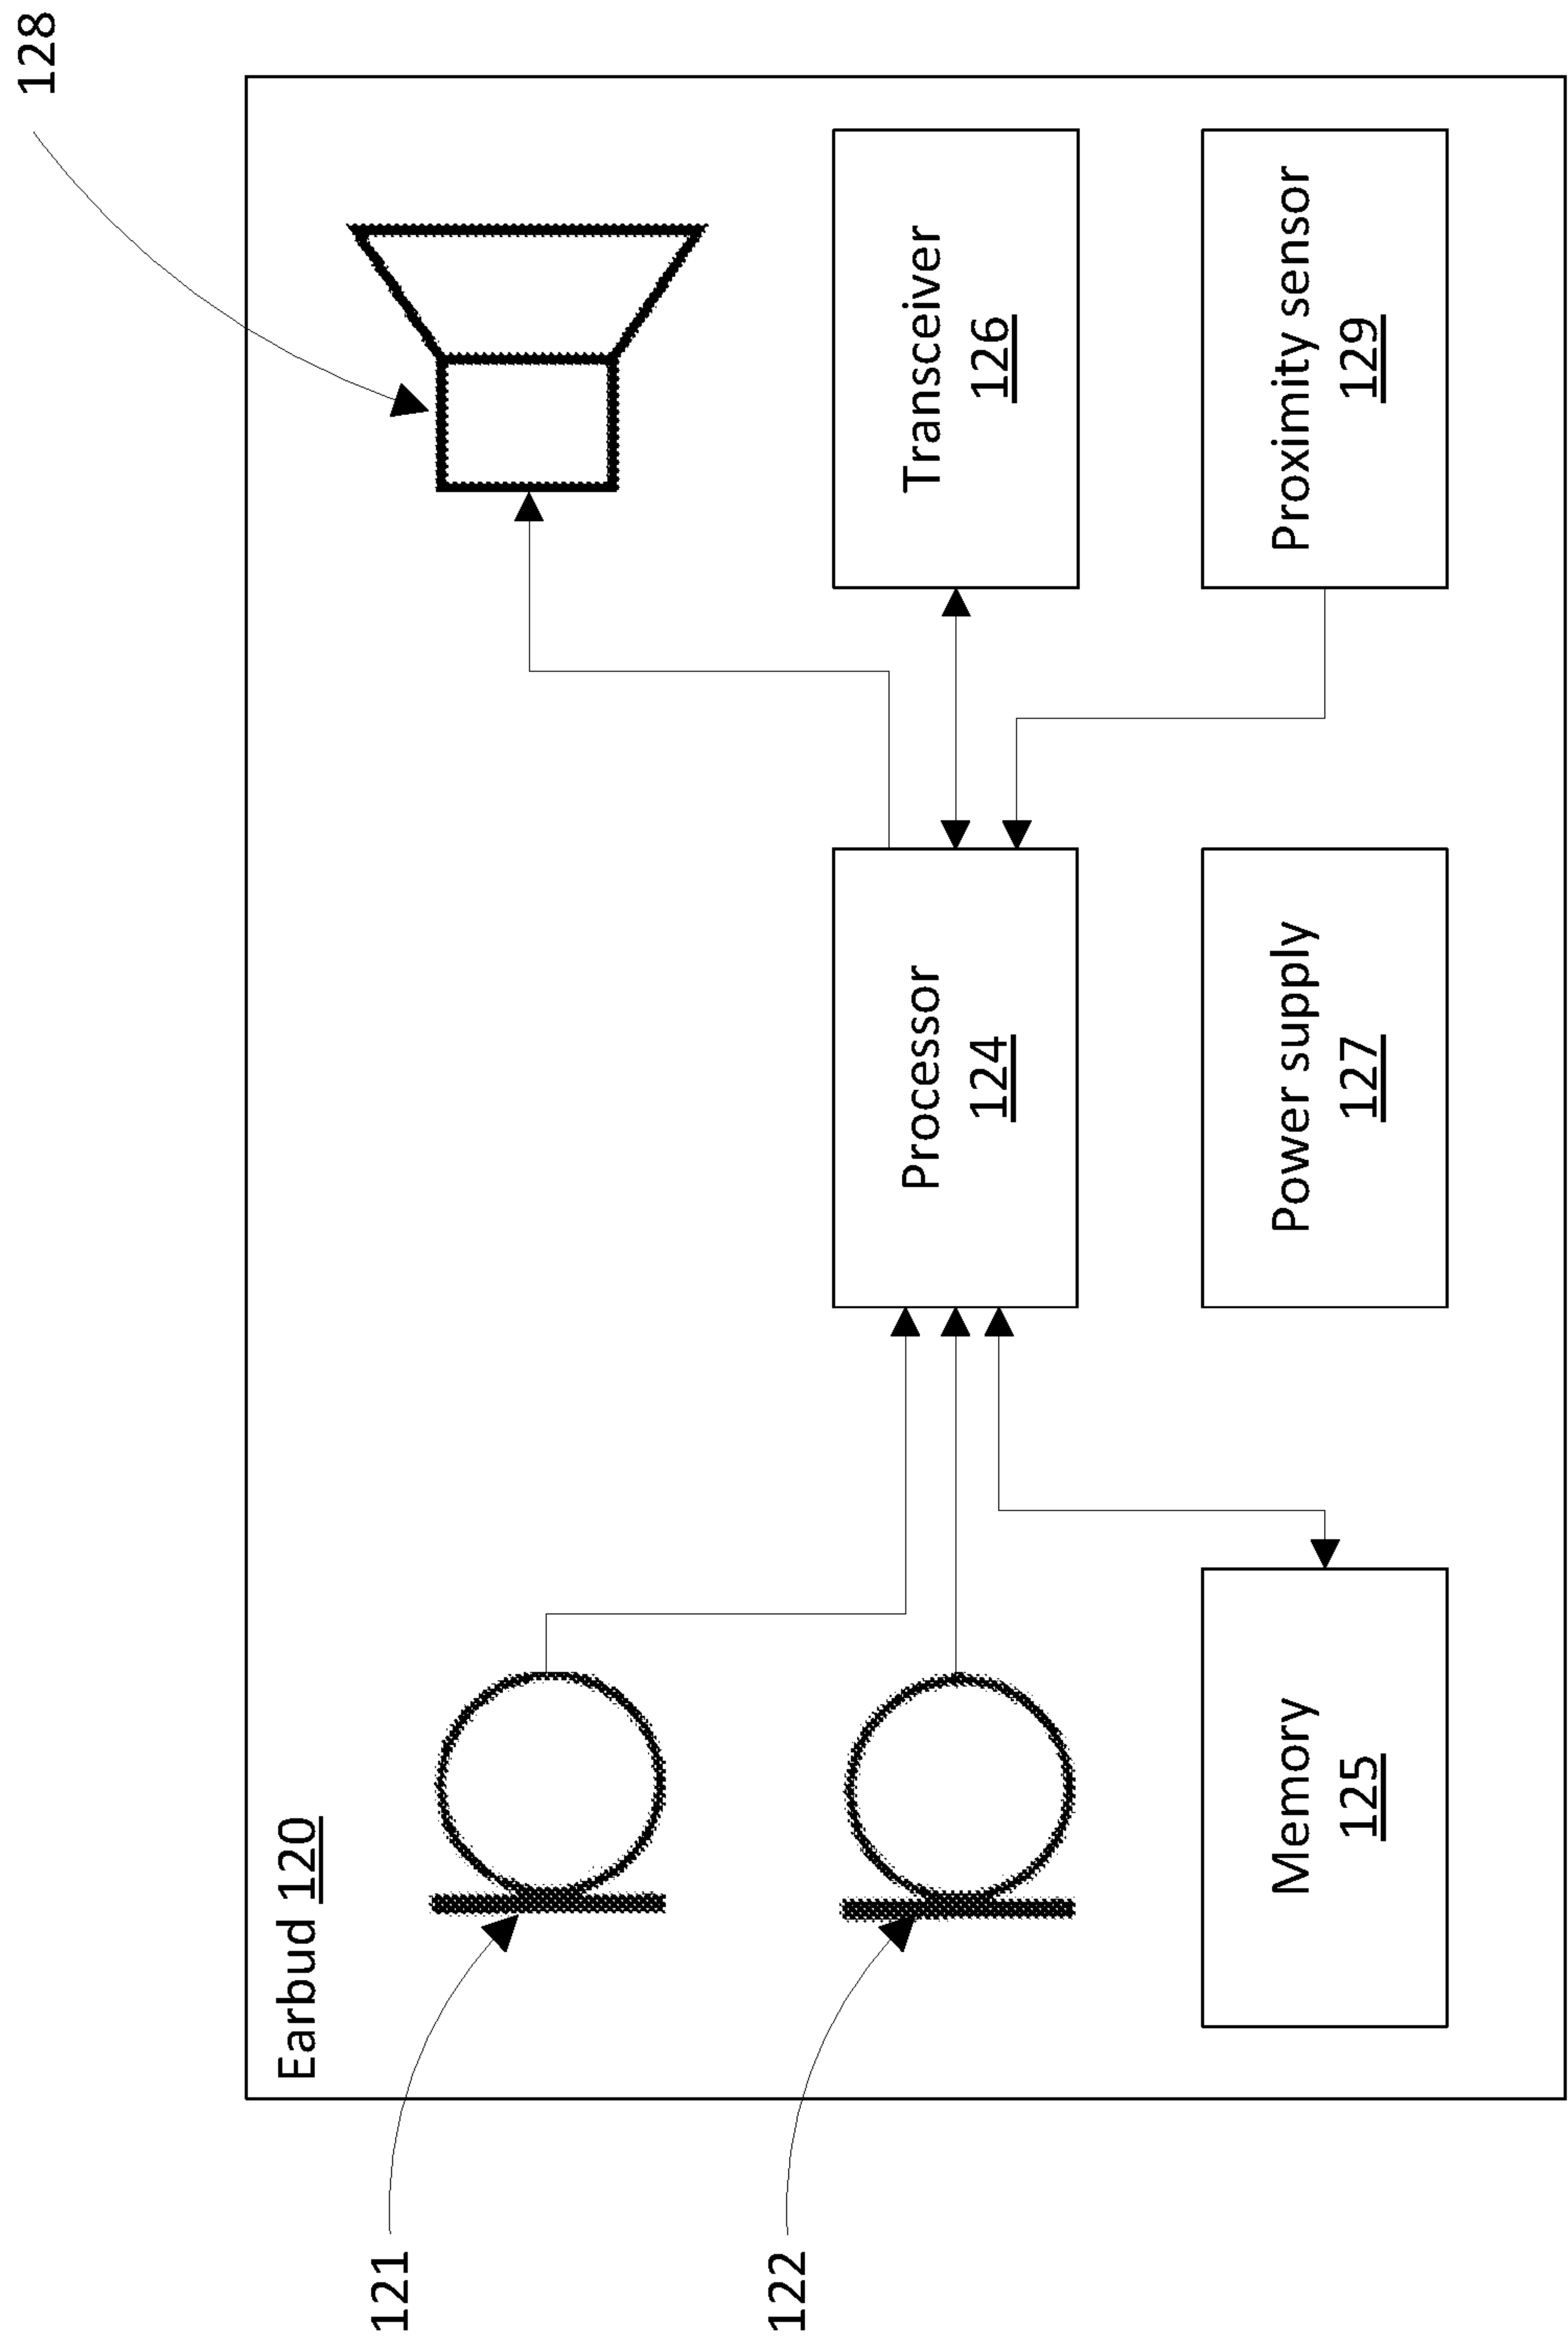 128
Earbud 120
121
Transceiver
126
Processor
124
122
Proximity sensor
129
Power supply
127
Memory
125